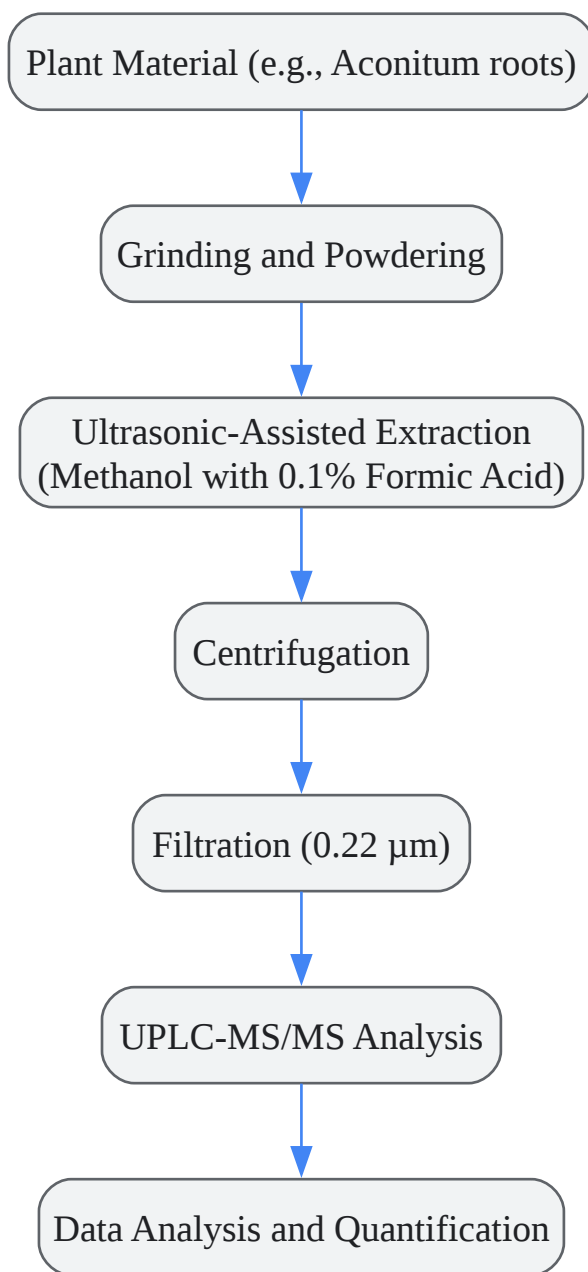 Plant Material (e.g., Aconitum roots)
Grinding and Powdering
Ultrasonic-Assisted Extraction
(Methanol with 0.1% Formic Acid)
Centrifugation
Filtration (0.22 µm)
UPLC-MS/MS Analysis
Data Analysis and Quantification